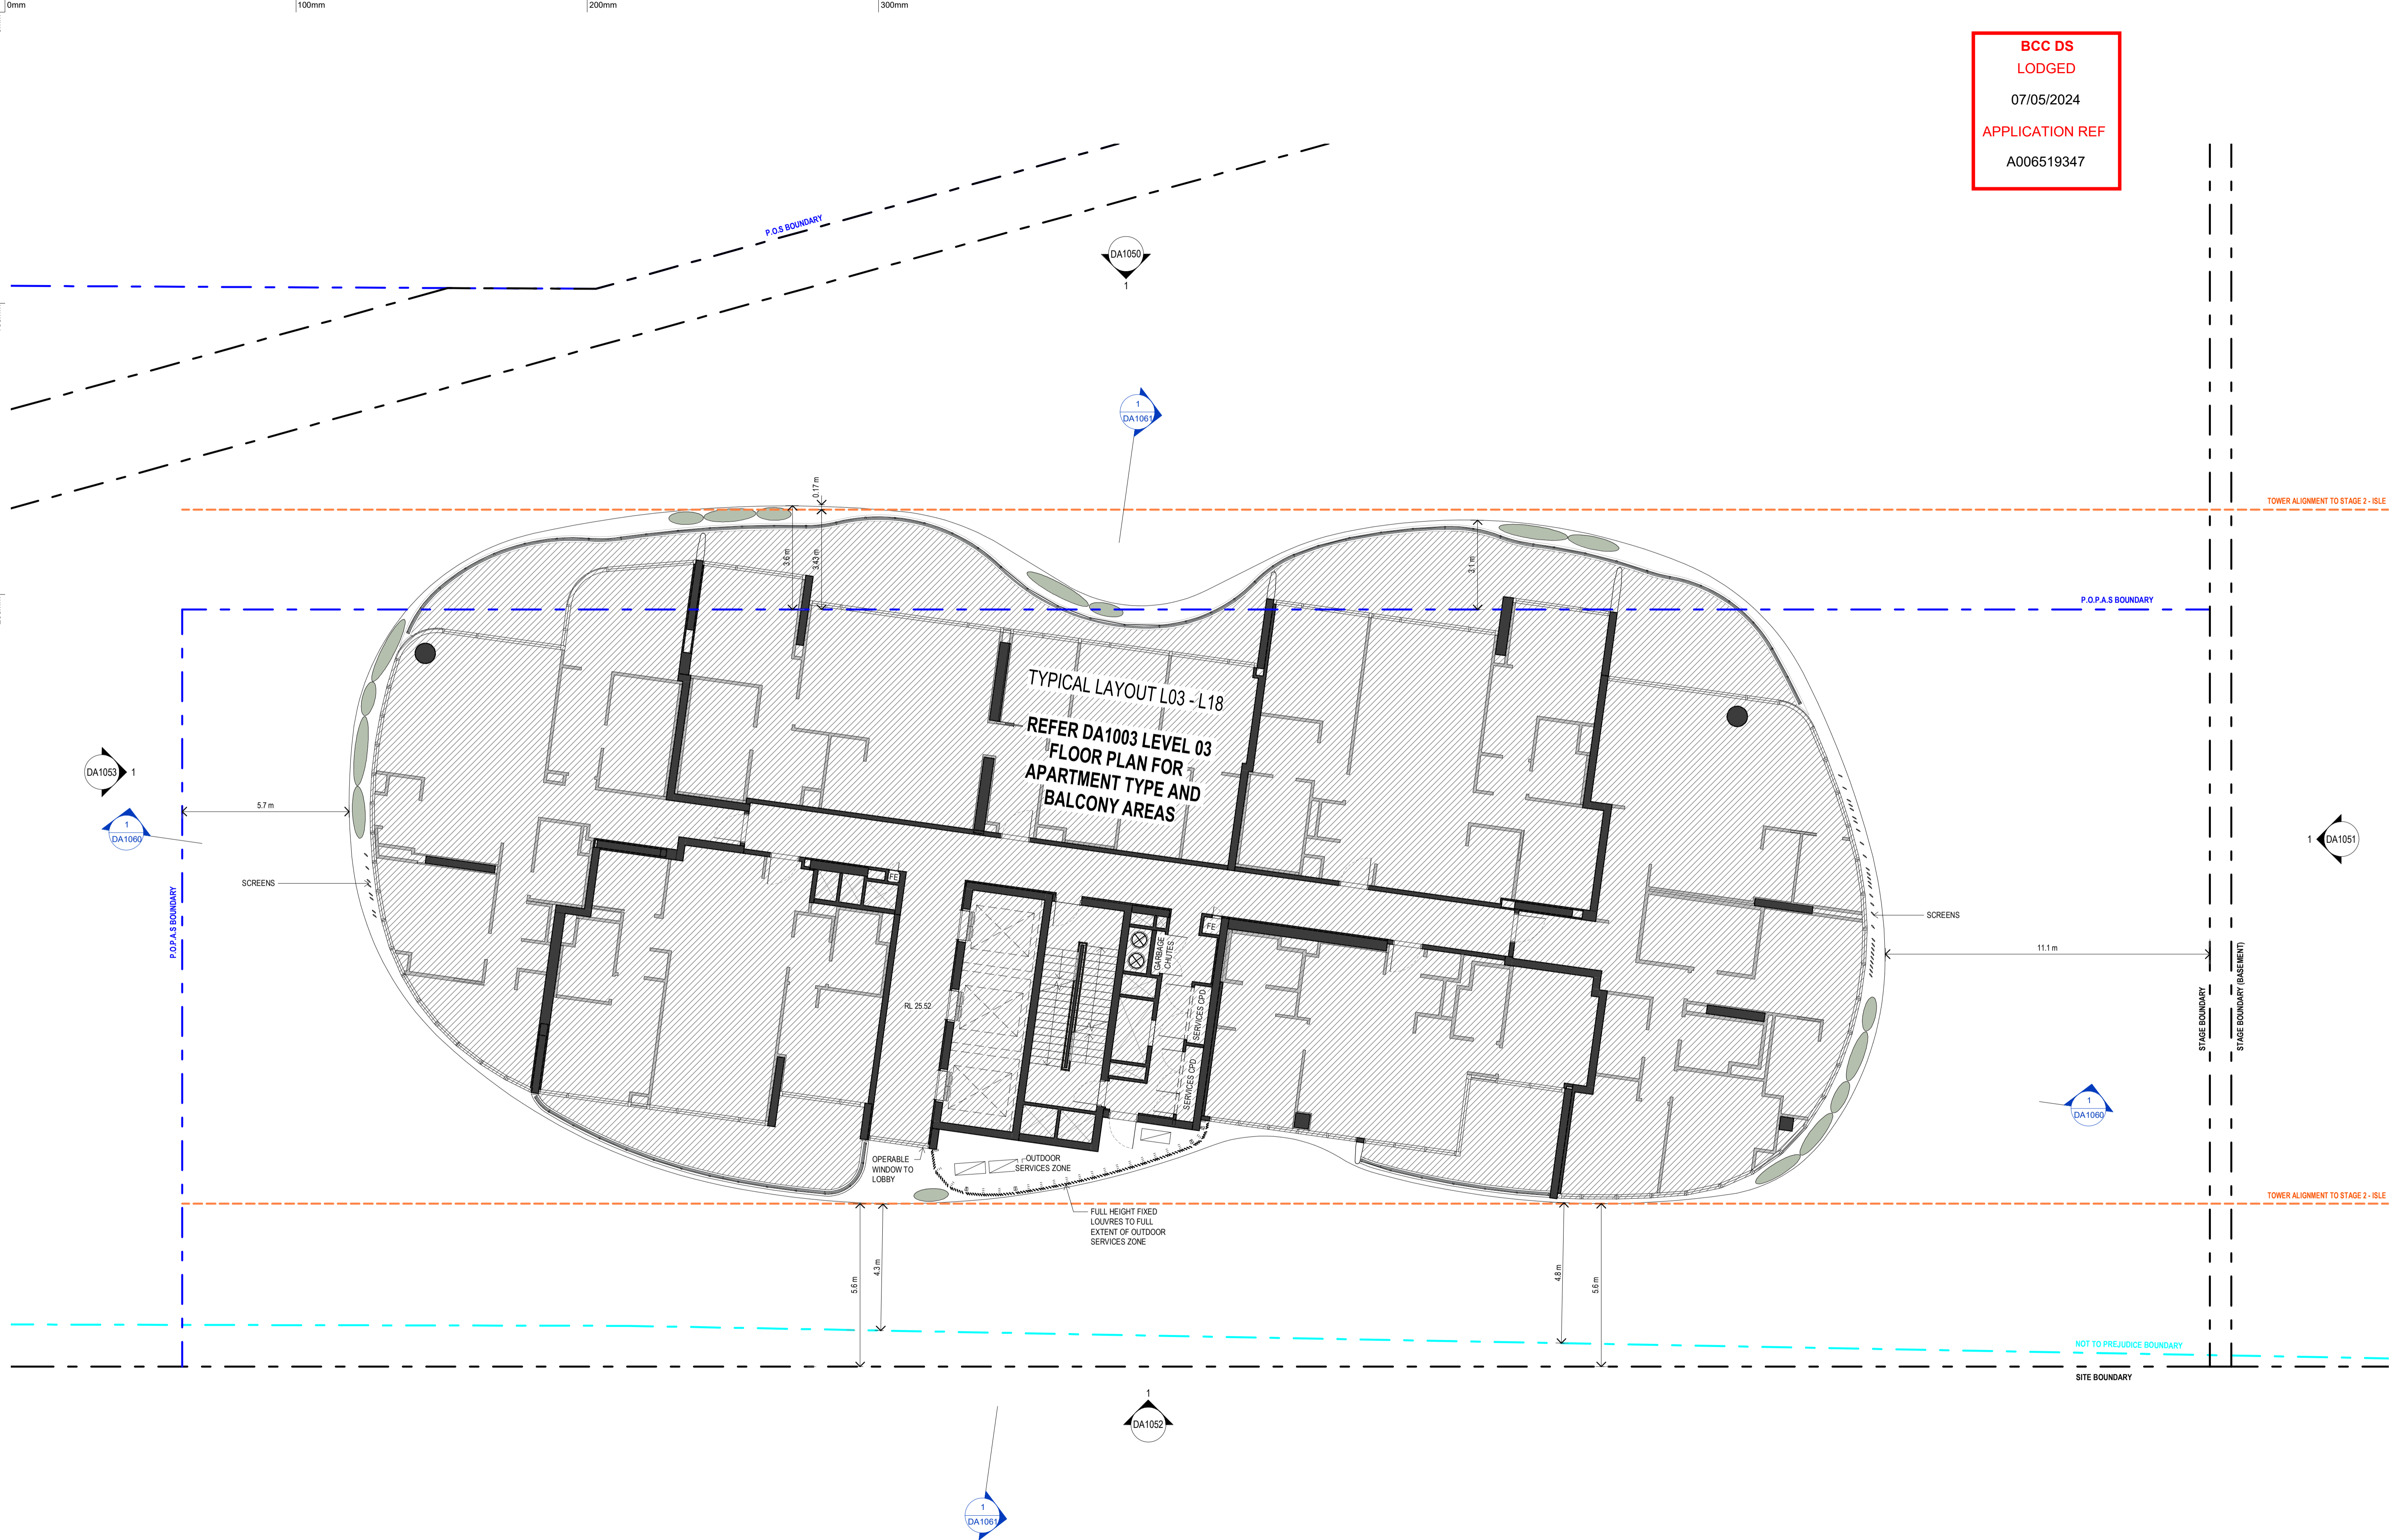 0mm
100mm
200mm
300mm
BCC DS
LODGED
07/05/2024
APPLICATION REF
A006519347
P.O.S BOUNDARY
DA1050
1
1
DA1061
0.17 m
TOWER ALIGNMENT TO STAGE 2 - ISLE
3.6 m
3.43 m
3.1 m
P.O.P.A.S BOUNDARY
TYPICAL LAYOUT L03 - L18
REFER DA1003 LEVEL 03
FLOOR PLAN FOR
APARTMENT TYPE AND
BALCONY AREAS
DA1053
1
5.7 m
1
DA1060
1
DA1051
SCREENS
FE
P.O.P.A.S BOUNDARY
FE
SCREENS
GARBAGE
CHUTES
11.1 m
RL 25.52
SERVICES CPD
SERVICES CPD
STAGE BOUNDARY
STAGE BOUNDARY (BASEMENT)
1
DA1060
OPERABLE
WINDOW TO
LOBBY
OUTDOOR
SERVICES ZONE
TOWER ALIGNMENT TO STAGE 2 - ISLE
FULL HEIGHT FIXED
LOUVRES TO FULL
EXTENT OF OUTDOOR
SERVICES ZONE
5.6 m
4.3 m
4.8 m
5.6 m
NOT TO PREJUDICE BOUNDARY
SITE BOUNDARY
1
DA1052
1
DA1061